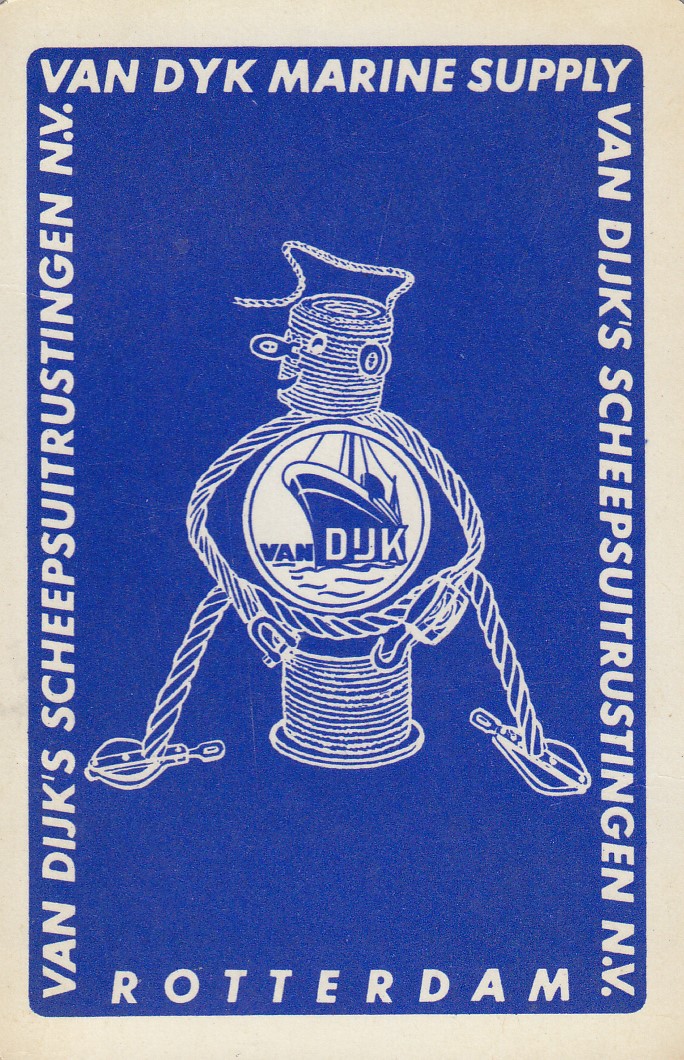 VAN DYK MARINE SUPPLY
VAN DIJK'S SCHEEPSUITRUSTINGEN N.V.
VAN DIJK'S SCHEEPSUITRUSTINGEN N.V.
VAN DIJK
ROTTERDAM